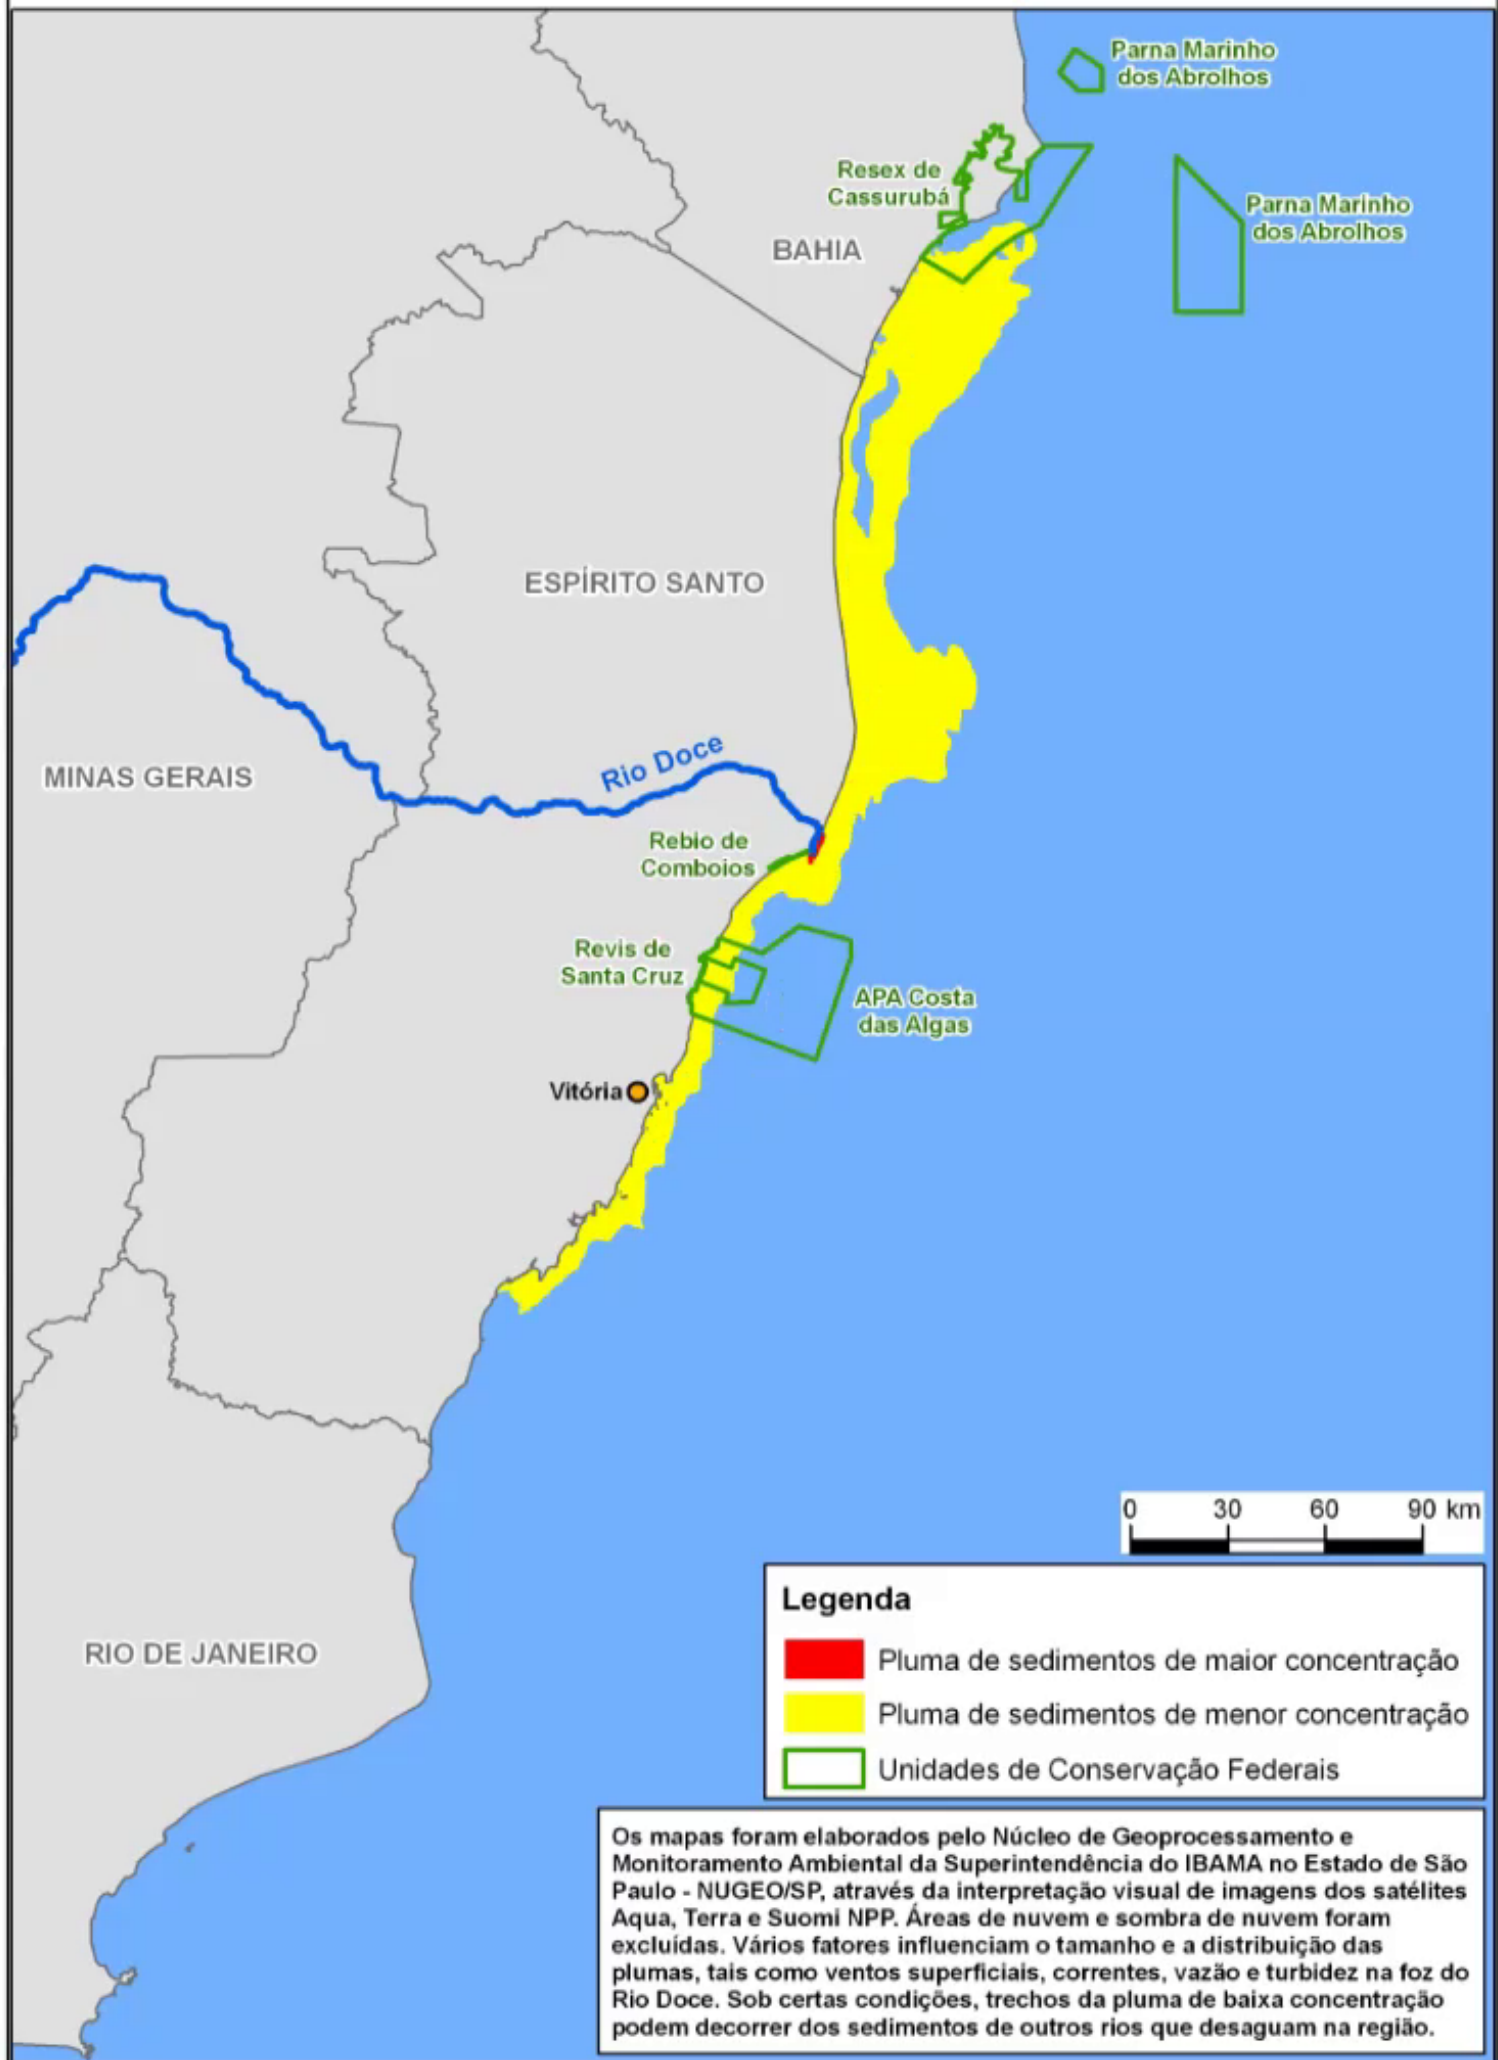 Parna Marinho
dos Abrolhos
Resex de
Cassurubá
Parna Marinho
dos Abrolhos
BAHIA
ESPÍRITO SANTO
Rio Doce
MINAS GERAIS
Rebio de
Comboios
Revis de
Santa Cruz
APA Costa
das Algas
Vitória
0 30 60 90 km
RIO DE JANEIRO
Legenda
Pluma de sedimentos de maior concentração
Pluma de sedimentos de menor concentração
Unidades de Conservação Federais
Os mapas foram elaborados pelo Núcleo de Geoprocessamento e
Monitoramento Ambiental da Superintendência do IBAMA no Estado de São
Paulo - NUGEO/SP, através da interpretação visual de imagens dos satélites
Aqua, Terra e Suomi NPP. Áreas de nuvem e sombra de nuvem foram
excluídas. Vários fatores influenciam o tamanho e a distribuição das
plumas, tais como ventos superficiais, correntes, vazão e turbidez na foz do
Rio Doce. Sob certas condições, trechos da pluma de baixa concentração
podem decorrer dos sedimentos de outros rios que desaguam na região.